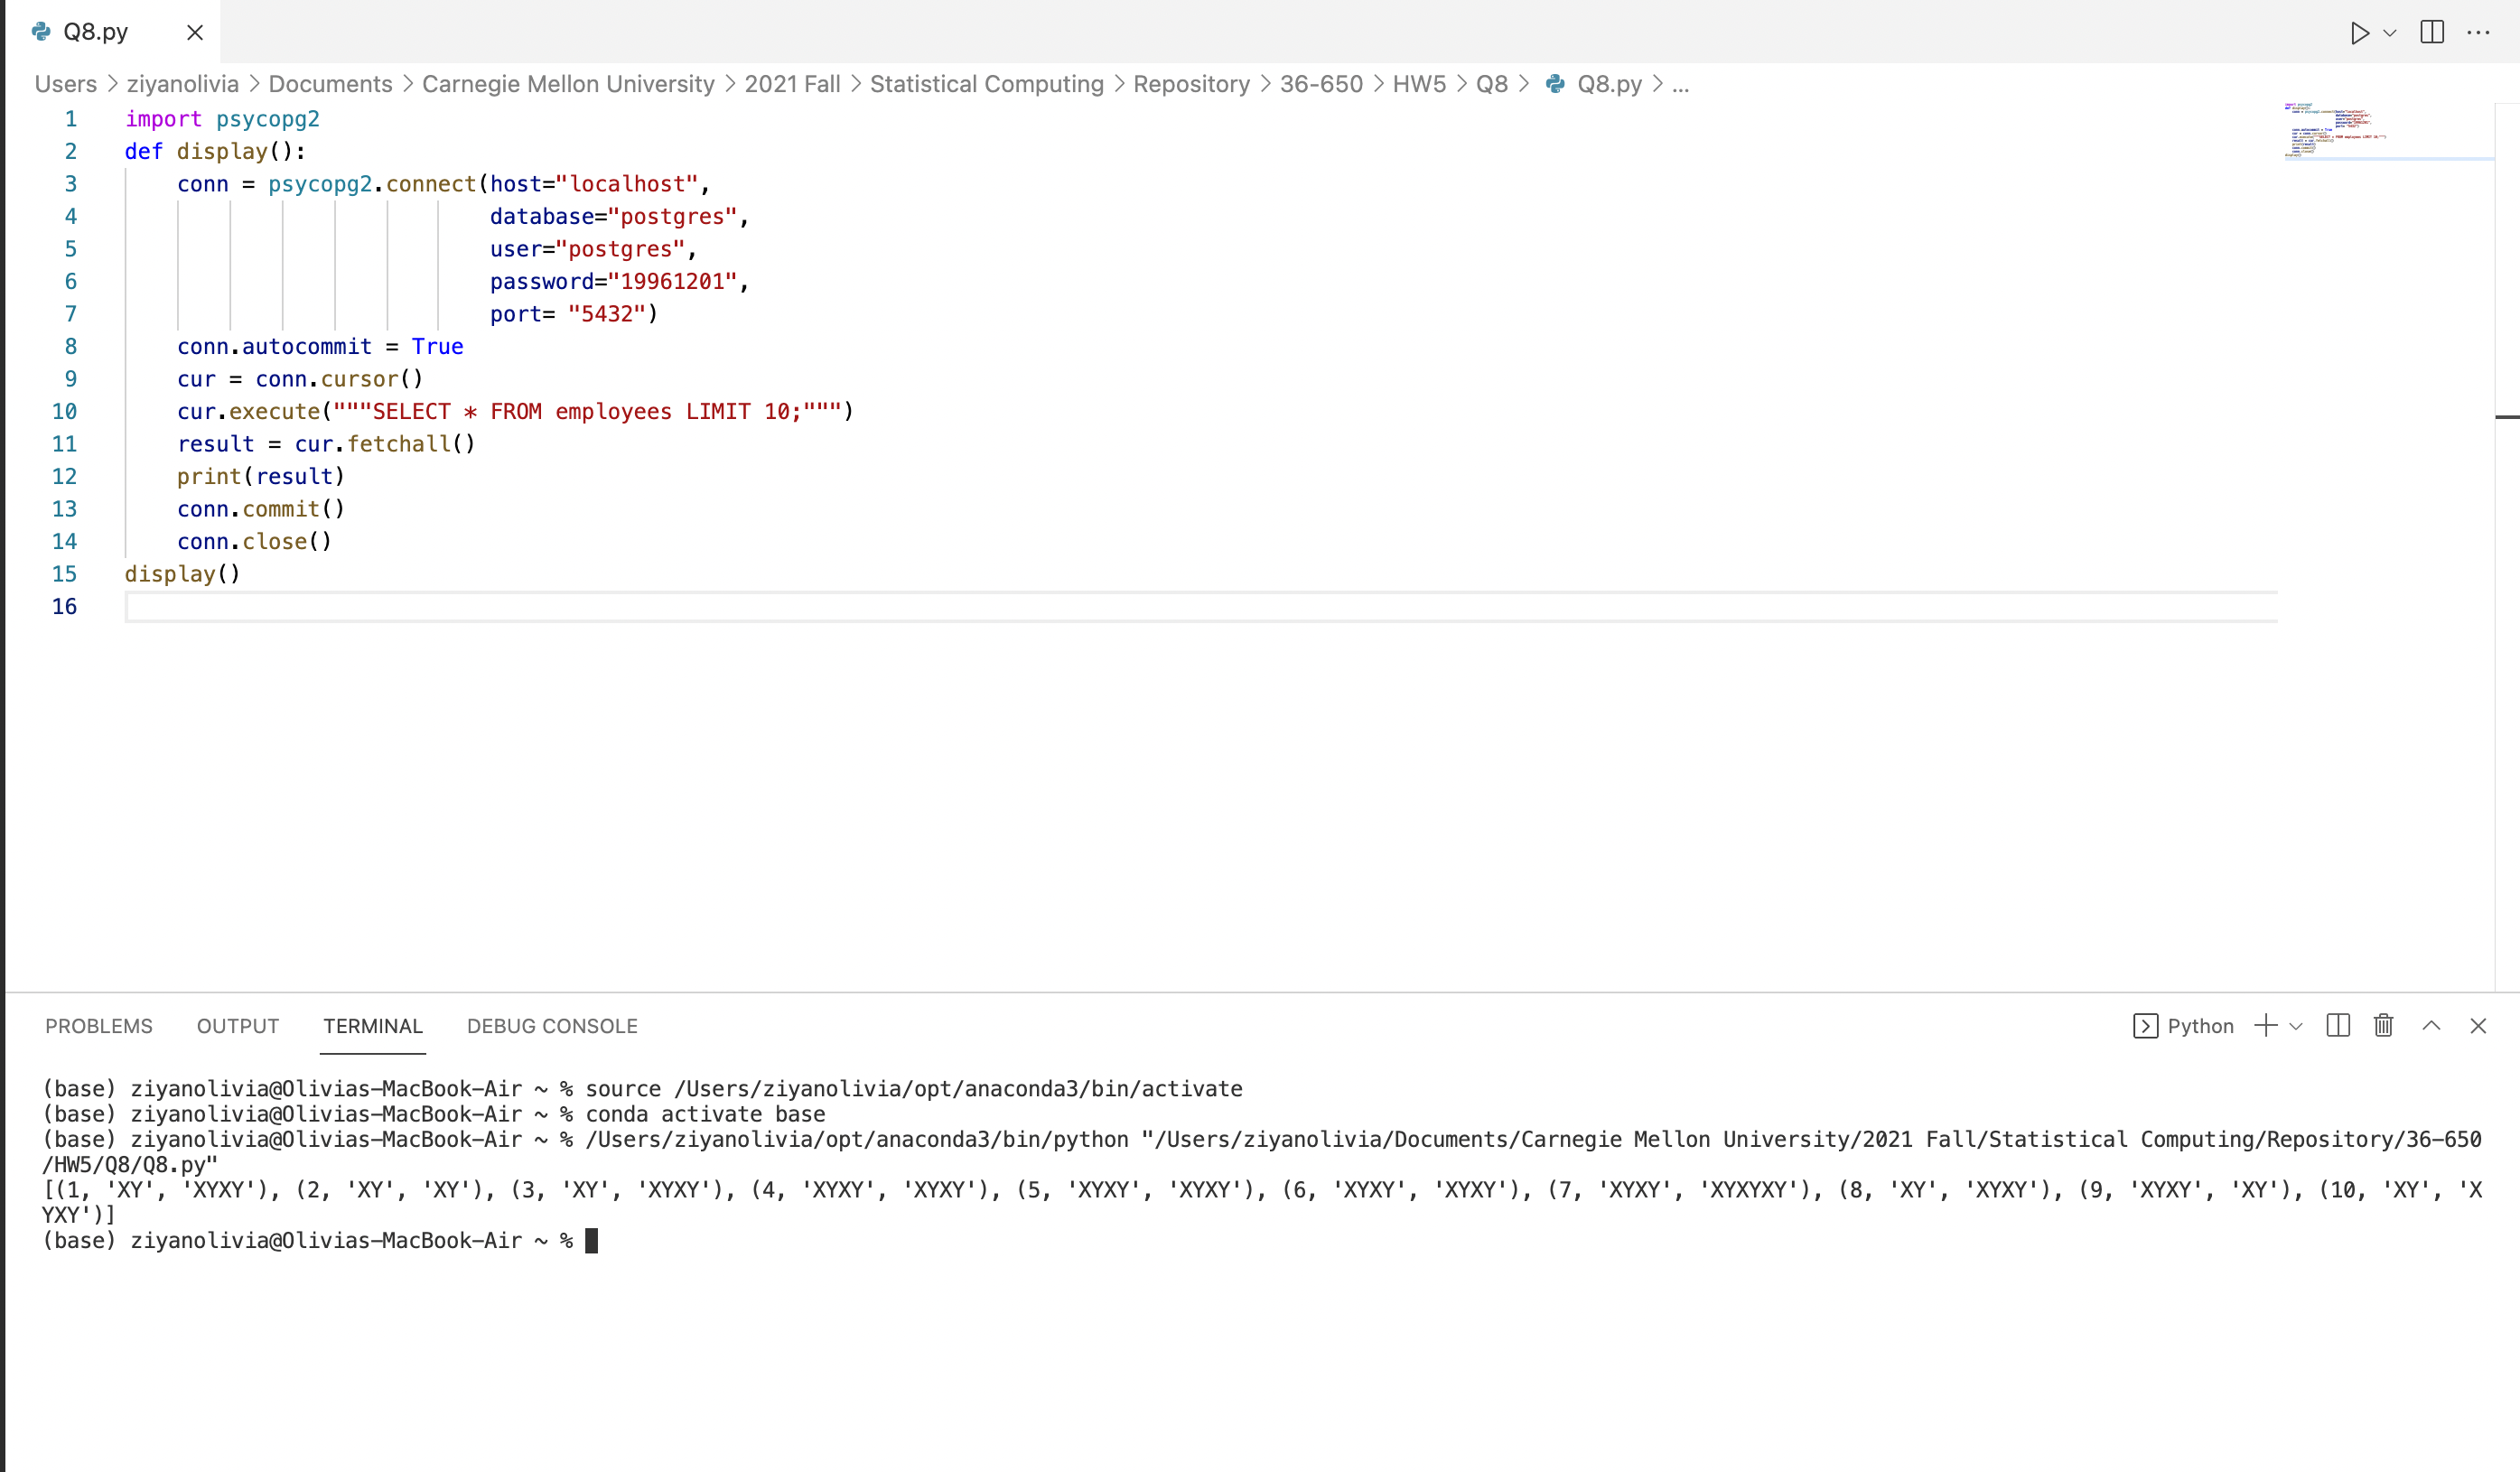 Q8.py
Users > ziyanolivia > Documents > Carnegie Mellon University > 2021 Fall > Statistical Computing > Repository > 36-650 > HW5 > Q8 > Q8.py > ...
1 import psycopg2
2 def display():
3     conn = psycopg2.connect(host="localhost",
4                             database="postgres",
5                             user="postgres",
6                             password="19961201",
7                             port= "5432")
8     conn.autocommit = True
9     cur = conn.cursor()
10     cur.execute("""SELECT * FROM employees LIMIT 10;""")
11     result = cur.fetchall()
12     print(result)
13     conn.commit()
14     conn.close()
15 display()
16
PROBLEMS OUTPUT TERMINAL DEBUG CONSOLE Python
(base) ziyanolivia@Olivias-MacBook-Air ~ % source /Users/ziyanolivia/opt/anaconda3/bin/activate
(base) ziyanolivia@Olivias-MacBook-Air ~ % conda activate base
(base) ziyanolivia@Olivias-MacBook-Air ~ % /Users/ziyanolivia/opt/anaconda3/bin/python "/Users/ziyanolivia/Documents/Carnegie Mellon University/2021 Fall/Statistical Computing/Repository/36-650
/HW5/Q8/Q8.py"
[(1, 'XY', 'XYXY'), (2, 'XY', 'XY'), (3, 'XY', 'XYXY'), (4, 'XYXY', 'XYXY'), (5, 'XYXY', 'XYXY'), (6, 'XYXY', 'XYXY'), (7, 'XYXY', 'XYXYXY'), (8, 'XY', 'XYXY'), (9, 'XYXY', 'XY'), (10, 'XY', 'X
YXY')]
(base) ziyanolivia@Olivias-MacBook-Air ~ %